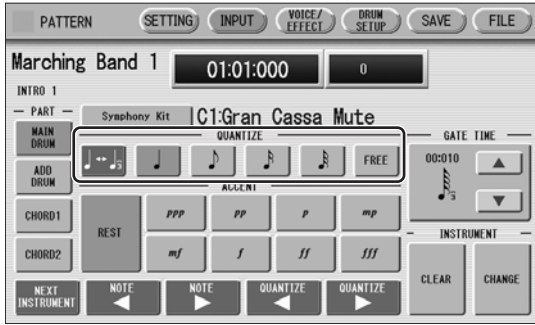 PATTERN SETTING INPUT VOICE/EFFECT DRUM SETUP SAVE FILE
Marching Band 1 01:01:000 0
INTRO 1
PART Symphony Kit C1:Gran Cassa Mute
MAIN DRUM QUANTIZE GATE TIME
FREE 00:010
ADD DRUM ACCENT
CHORD1 REST ppp pp p mp INSTRUMENT
CHORD2 mf f ff fff CLEAR CHANGE
NEXT INSTRUMENT NOTE NOTE QUANTIZE QUANTIZE